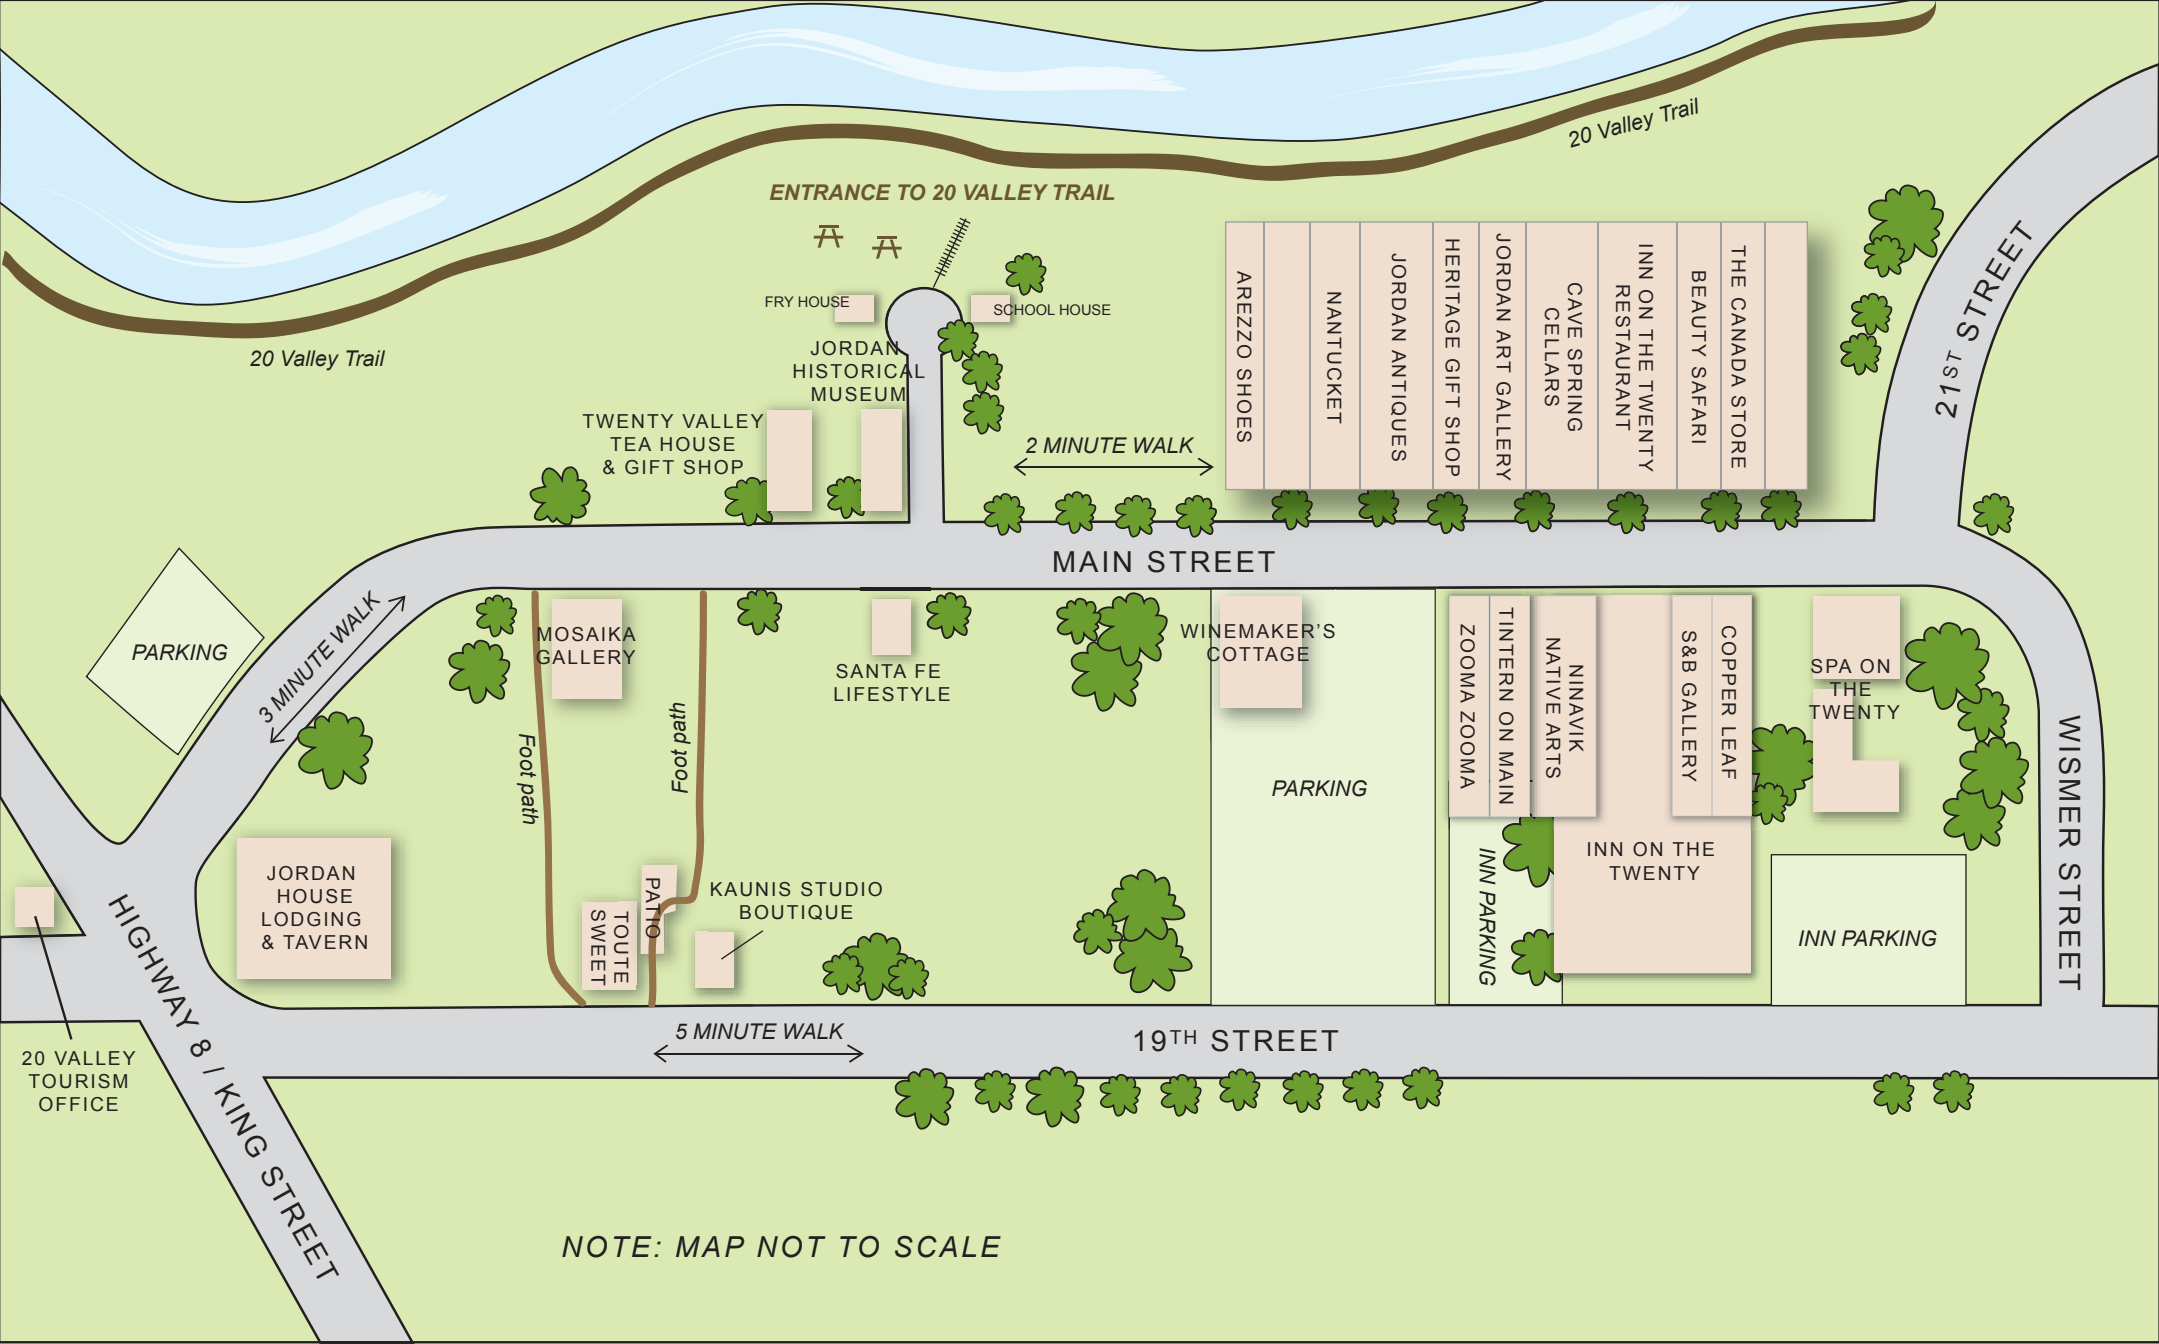 20 Valley Trail
ENTRANCE TO 20 VALLEY TRAIL
FRY HOUSE
SCHOOL HOUSE
20 Valley Trail
JORDAN
HISTORICAL
MUSEUM
TWENTY VALLEY
TEA HOUSE
& GIFT SHOP
2 MINUTE WALK
AREZZO SHOES
NANTUCKET
JORDAN ANTIQUES
HERITAGE GIFT SHOP
JORDAN ART GALLERY
CAVE SPRING
CELLARS
INN ON THE TWENTY
RESTAURANT
BEAUTY SAFARI
THE CANADA STORE
21ST STREET
MAIN STREET
PARKING
3 MINUTE WALK
MOSAIKA
GALLERY
Foot path
Foot path
SANTA FE
LIFESTYLE
WINEMAKER'S
COTTAGE
PARKING
ZOOMA ZOOMA
TINTERN ON MAIN
NINAVIK
NATIVE ARTS
S&B GALLERY
COPPER LEAF
SPA ON
THE
TWENTY
WISMER STREET
JORDAN
HOUSE
LODGING
& TAVERN
TOUTE
SWEET
PATIO
KAUNIS STUDIO
BOUTIQUE
INN PARKING
INN ON THE
TWENTY
INN PARKING
HIGHWAY 8 / KING STREET
5 MINUTE WALK
19TH STREET
20 VALLEY
TOURISM
OFFICE
NOTE: MAP NOT TO SCALE